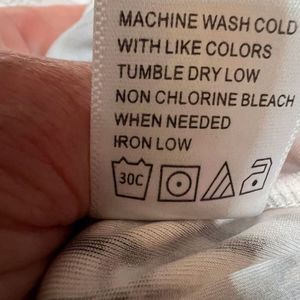 MACHINE WASH COLD
WITH LIKE COLORS
TUMBLE DRY LOW
NON CHLORINE BLEACH
WHEN NEEDED
IRON LOW
30C